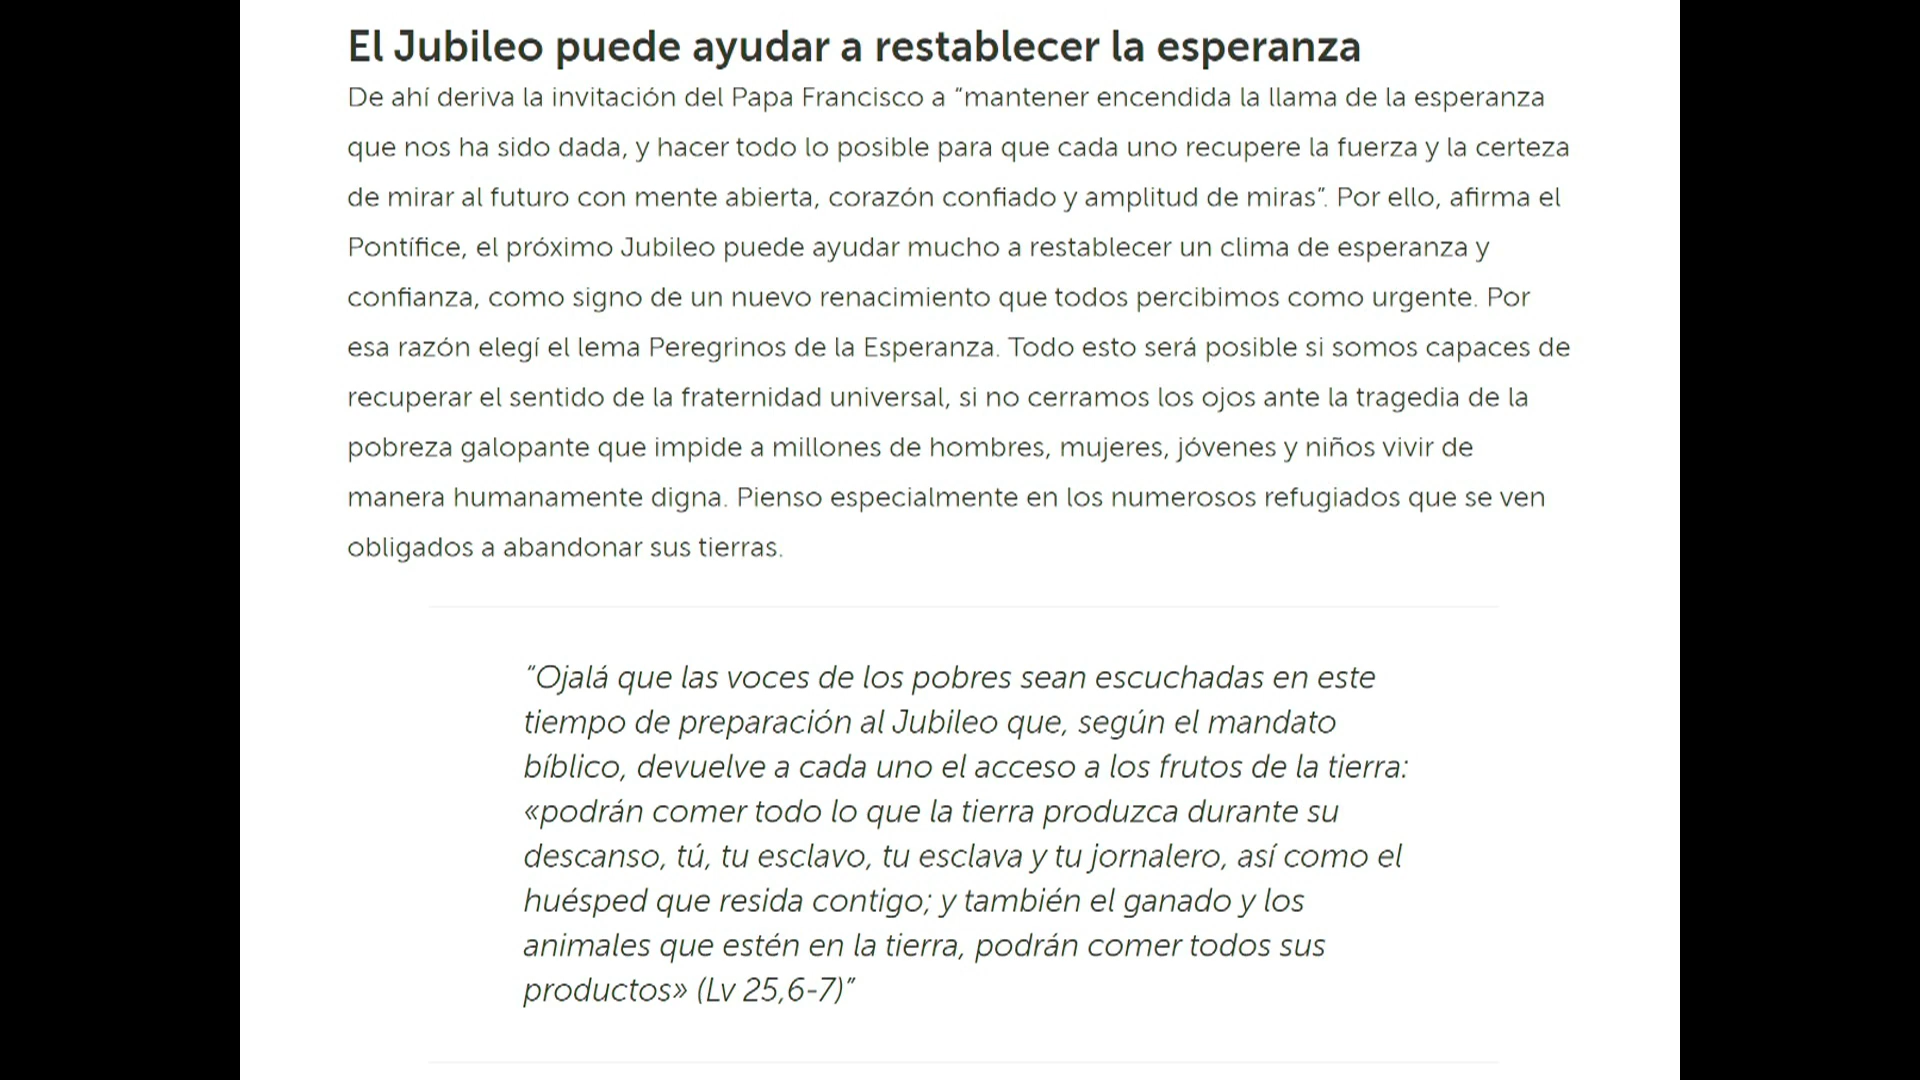 El Jubileo puede ayudar a restablecer la esperanza
De ahí deriva la invitación del Papa Francisco a “mantener encendida la llama de la esperanza
que nos ha sido dada, y hacer todo lo posible para que cada uno recupere la fuerza y la certeza
de mirar al futuro con mente abierta, corazón confiado y amplitud de miras”. Por ello, afirma el
Pontífice, el próximo Jubileo puede ayudar mucho a restablecer un clima de esperanza y
confianza, como signo de un nuevo renacimiento que todos percibimos como urgente. Por
esa razón elegí el lema Peregrinos de la Esperanza. Todo esto será posible si somos capaces de
recuperar el sentido de la fraternidad universal, si no cerramos los ojos ante la tragedia de la
pobreza galopante que impide a millones de hombres, mujeres, jóvenes y niños vivir de
manera humanamente digna. Pienso especialmente en los numerosos refugiados que se ven
obligados a abandonar sus tierras.
“Ojalá que las voces de los pobres sean escuchadas en este
tiempo de preparación al Jubileo que, según el mandato
bíblico, devuelve a cada uno el acceso a los frutos de la tierra:
«podrán comer todo lo que la tierra produzca durante su
descanso, tú, tu esclavo, tu esclava y tu jornalero, así como el
huésped que resida contigo; y también el ganado y los
animales que estén en la tierra, podrán comer todos sus
productos» (Lv 25,6-7)”